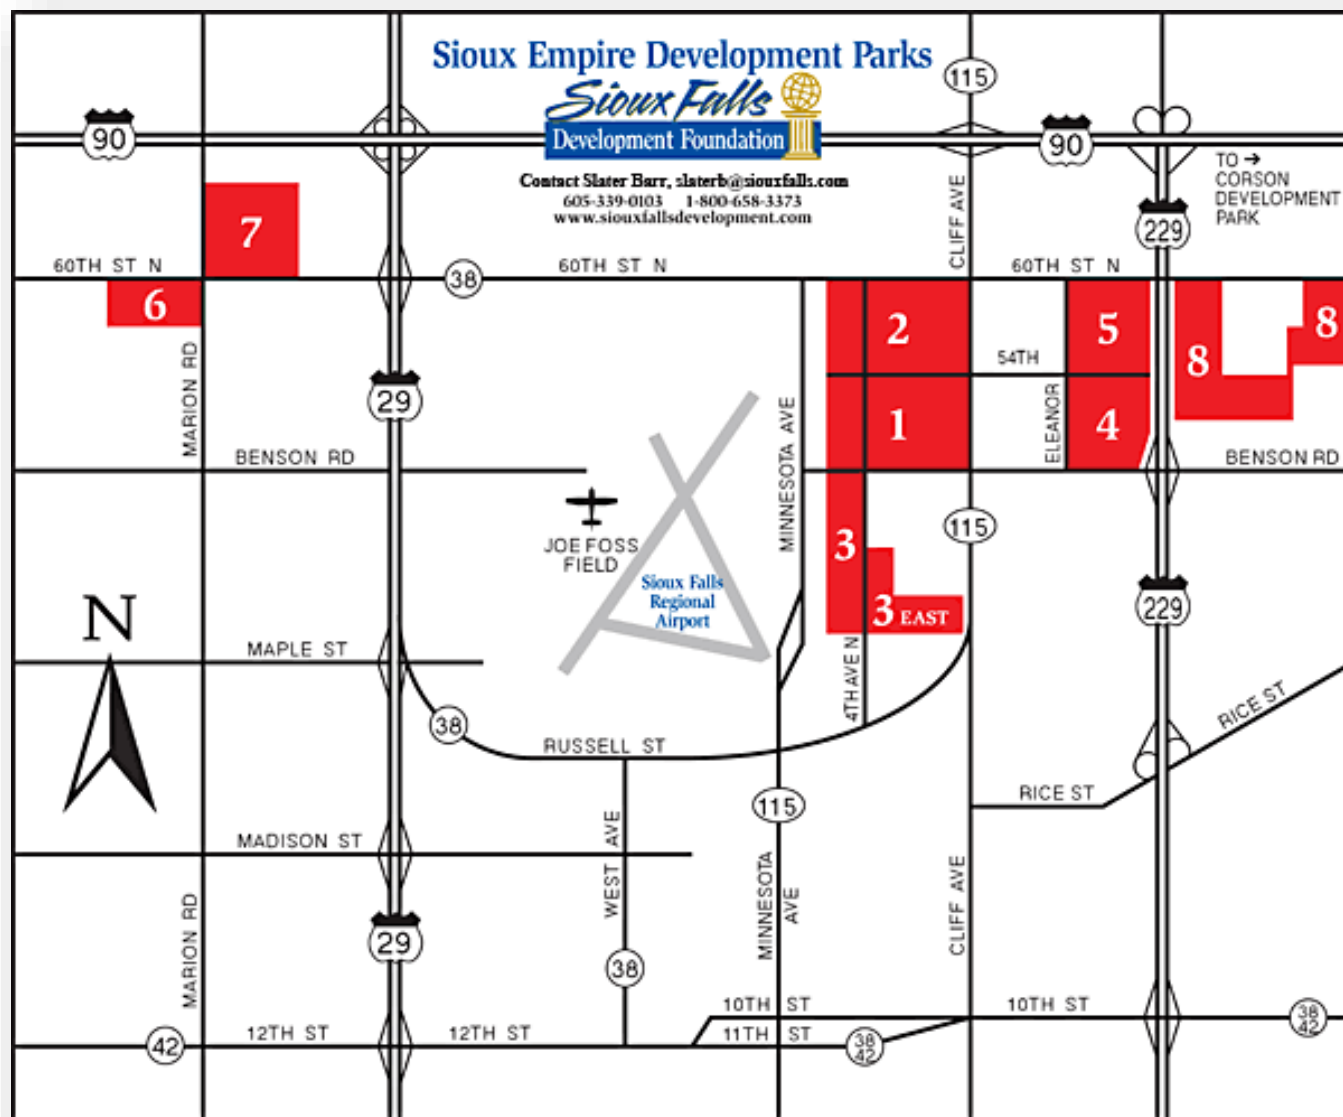 Sioux Empire Development Parks
Sioux Falls
Development Foundation
Contact Slater Barr, slaterb@siouxfalls.com
605-339-0103 1-800-658-3373
www.siouxfallsdevelopment.com
115
90
90
TO →
CORSON
DEVELOPMENT
PARK
CLIFF AVE
229
7
60TH ST N
38
60TH ST N
60TH ST N
6
2
5
8
8
MARION RD
54TH
29
MINNESOTA AVE
1
ELEANOR
4
BENSON RD
BENSON RD
JOE FOSS
FIELD
115
3
Sioux Falls
Regional
Airport
3 EAST
229
N
MAPLE ST
4TH AVE N
38
RUSSELL ST
RICE ST
RICE ST
115
MADISON ST
WEST AVE
MINNESOTA
AVE
CLIFF AVE
MARION RD
29
38
10TH ST
10TH ST
38
42
42
12TH ST
12TH ST
11TH ST
38
42